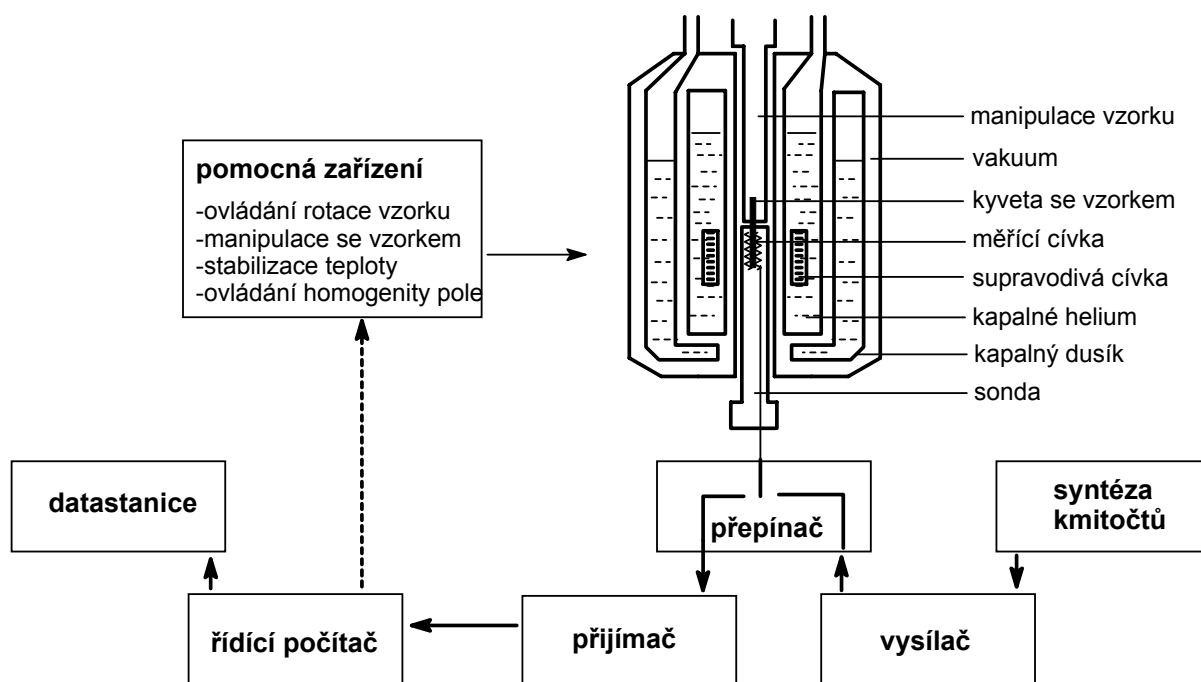 manipulace vzorku
vakuum
kyveta se vzorkem
měřící cívka
supravodivá cívka
kapalné helium
kapalný dusík
sonda
pomocná zařízení
-ovládání rotace vzorku
-manipulace se vzorkem
-stabilizace teploty
-ovládání homogenity pole
datastanice
přepínač
syntéza
kmitočtů
řídící počítač
přijímač
vysílač